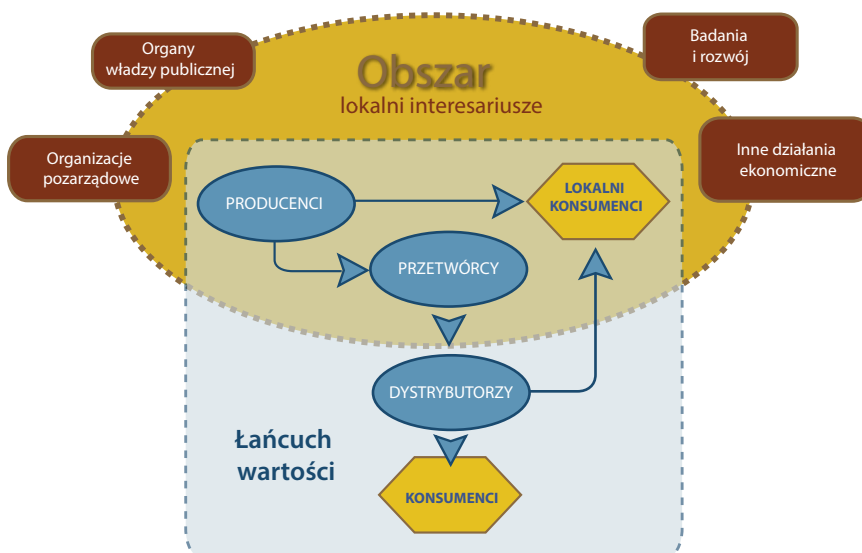 Organy
władzy publicznej
Badania
i rozwój
Obszar
lokalni interesariusze
Organizacje
pozarządowe
Inne działania
ekonomiczne
PRODUCENCI
LOKALNI
KONSUMENCI
PRZETWÓRCY
DYSTRYBUTORZY
Łańcuch
wartości
KONSUMENCI